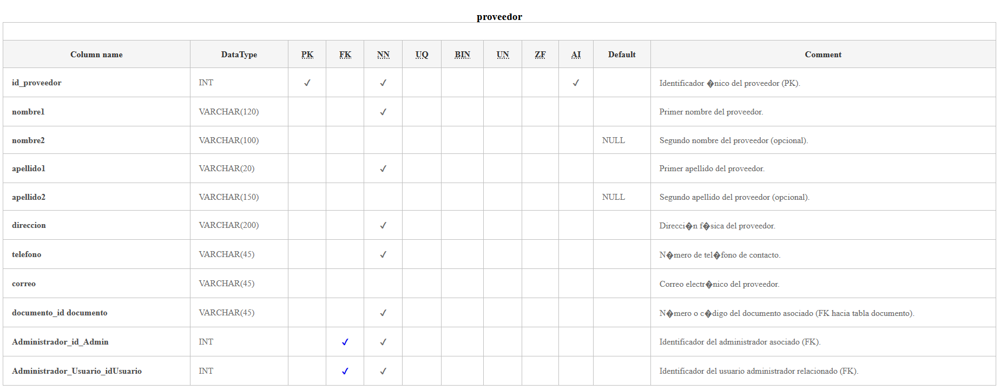 proveedor
Column name DataType PK FK NN UQ BIN UN ZF AI Default Comment
id_proveedor INT ✓ ✓ ✓ Identificador �nico del proveedor (PK).
nombre1 VARCHAR(120) ✓ Primer nombre del proveedor.
nombre2 VARCHAR(100) NULL Segundo nombre del proveedor (opcional).
apellido1 VARCHAR(20) ✓ Primer apellido del proveedor.
apellido2 VARCHAR(150) NULL Segundo apellido del proveedor (opcional).
direccion VARCHAR(200) ✓ Direcci�n f�sica del proveedor.
telefono VARCHAR(45) ✓ N�mero de tel�fono de contacto.
correo VARCHAR(45) Correo electr�nico del proveedor.
documento_id documento VARCHAR(45) ✓ N�mero o c�digo del documento asociado (FK hacia tabla documento).
Administrador_id_Admin INT ✓ ✓ Identificador del administrador asociado (FK).
Administrador_Usuario_idUsuario INT ✓ ✓ Identificador del usuario administrador relacionado (FK).